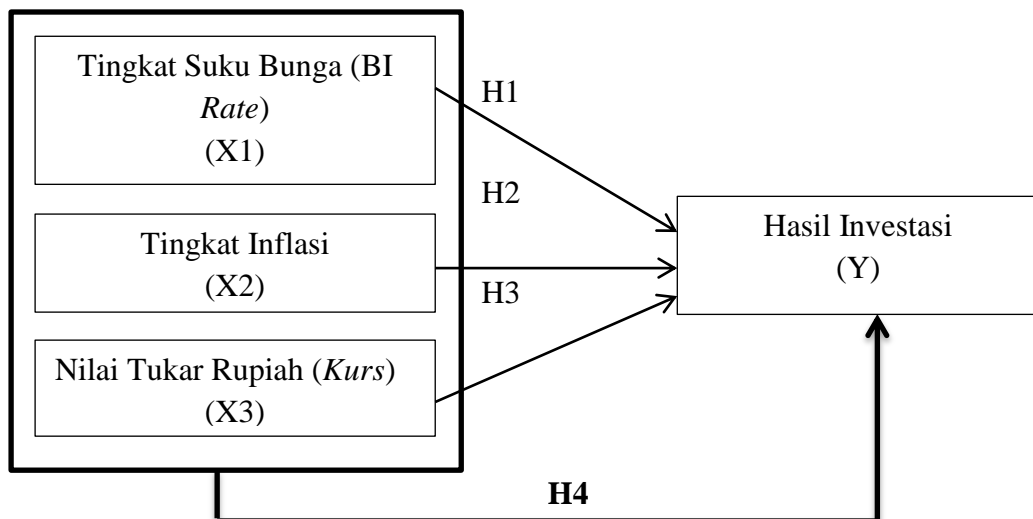 Tingkat Suku Bunga (BI
Rate)
(X1)
H1
H2
Tingkat Inflasi
(X2)
H3
Nilai Tukar Rupiah (Kurs)
(X3)
Hasil Investasi
(Y)
H4